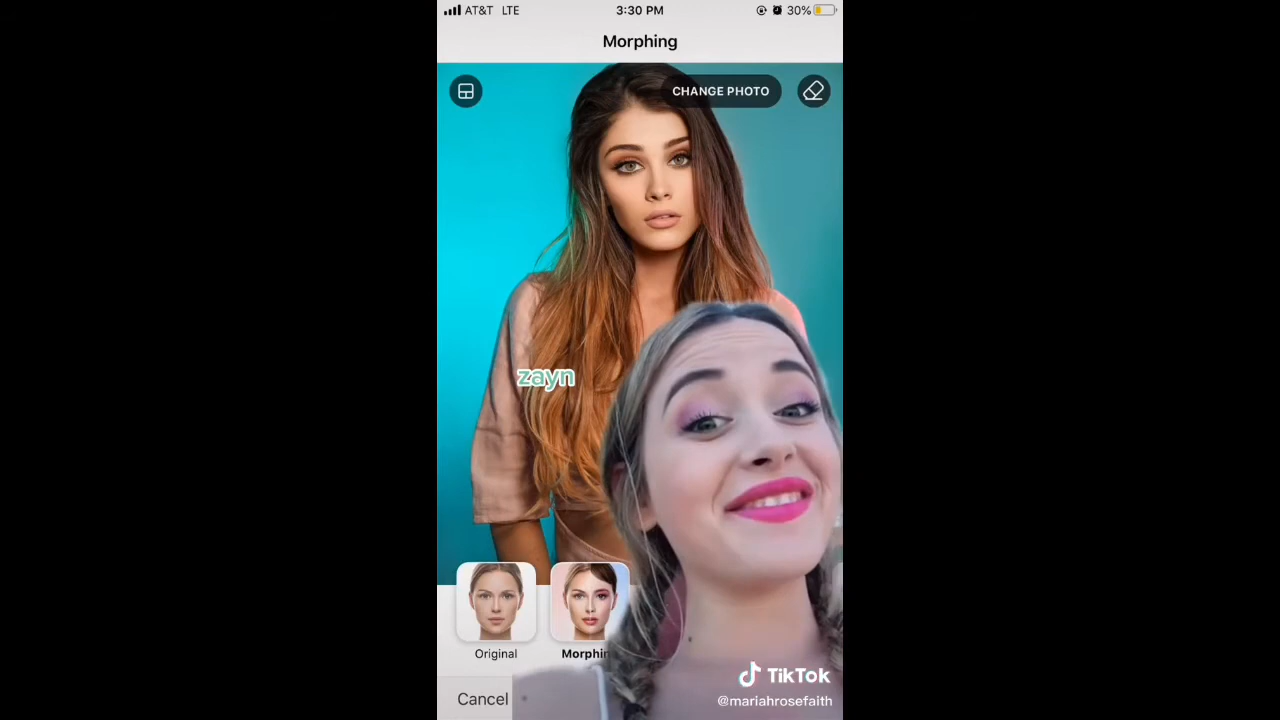 AT&T LTE 3:30 PM 30%
Morphing
CHANGE PHOTO
zayn
Original Morphin
Cancel
TikTok
@mariahrosefaith